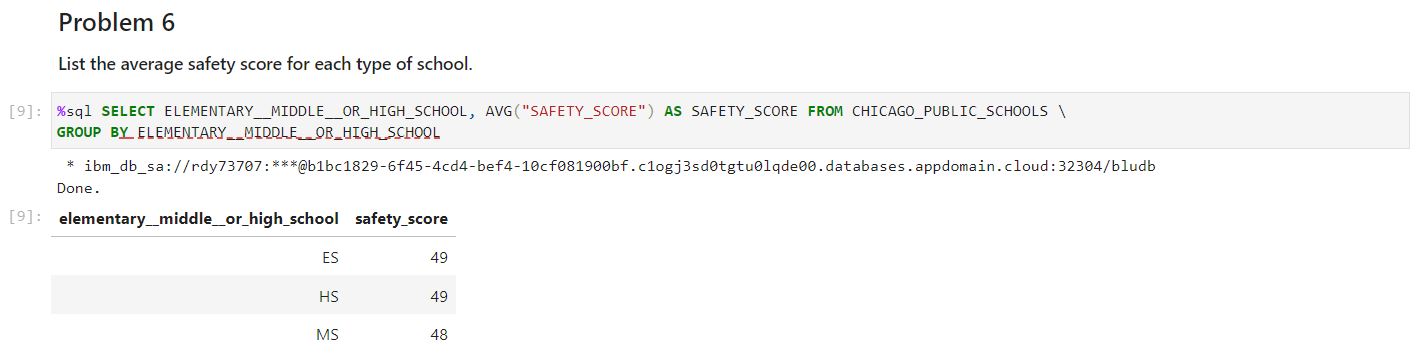 Problem 6
List the average safety score for each type of school.
[9]: %sql SELECT ELEMENTARY__MIDDLE__OR_HIGH_SCHOOL, AVG("SAFETY_SCORE") AS SAFETY_SCORE FROM CHICAGO_PUBLIC_SCHOOLS \
GROUP BY ELEMENTARY__MIDDLE__OR_HIGH_SCHOOL
* ibm_db_sa://rdy73707:***@b1bc1829-6f45-4cd4-bef4-10cf081900bf.c1ogj3sd0tgtu0lqde00.databases.appdomain.cloud:32304/bludb
Done.
[9]: elementary__middle__or_high_school safety_score
ES 49
HS 49
MS 48